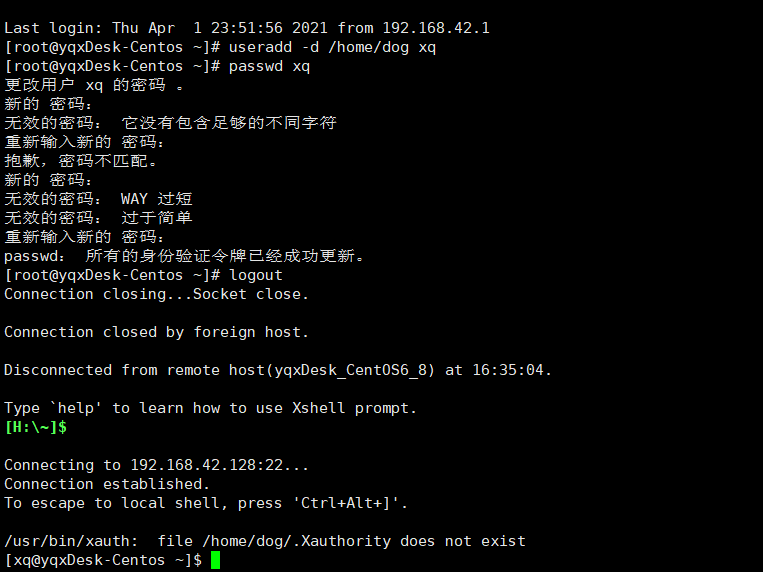 Last login: Thu Apr  1 23:51:56 2021 from 192.168.42.1
[root@yqxDesk-Centos ~]# useradd -d /home/dog xq
[root@yqxDesk-Centos ~]# passwd xq
更改用户 xq 的密码 。
新的 密码：
无效的密码： 它没有包含足够的不同字符
重新输入新的 密码：
抱歉，密码不匹配。
新的 密码：
无效的密码： WAY 过短
无效的密码： 过于简单
重新输入新的 密码：
passwd： 所有的身份验证令牌已经成功更新。
[root@yqxDesk-Centos ~]# logout
Connection closing...Socket close.
Connection closed by foreign host.
Disconnected from remote host(yqxDesk_CentOS6_8) at 16:35:04.
Type `help' to learn how to use Xshell prompt.
[H:\~]$
Connecting to 192.168.42.128:22...
Connection established.
To escape to local shell, press 'Ctrl+Alt+]'.
/usr/bin/xauth:  file /home/dog/.Xauthority does not exist
[xq@yqxDesk-Centos ~]$